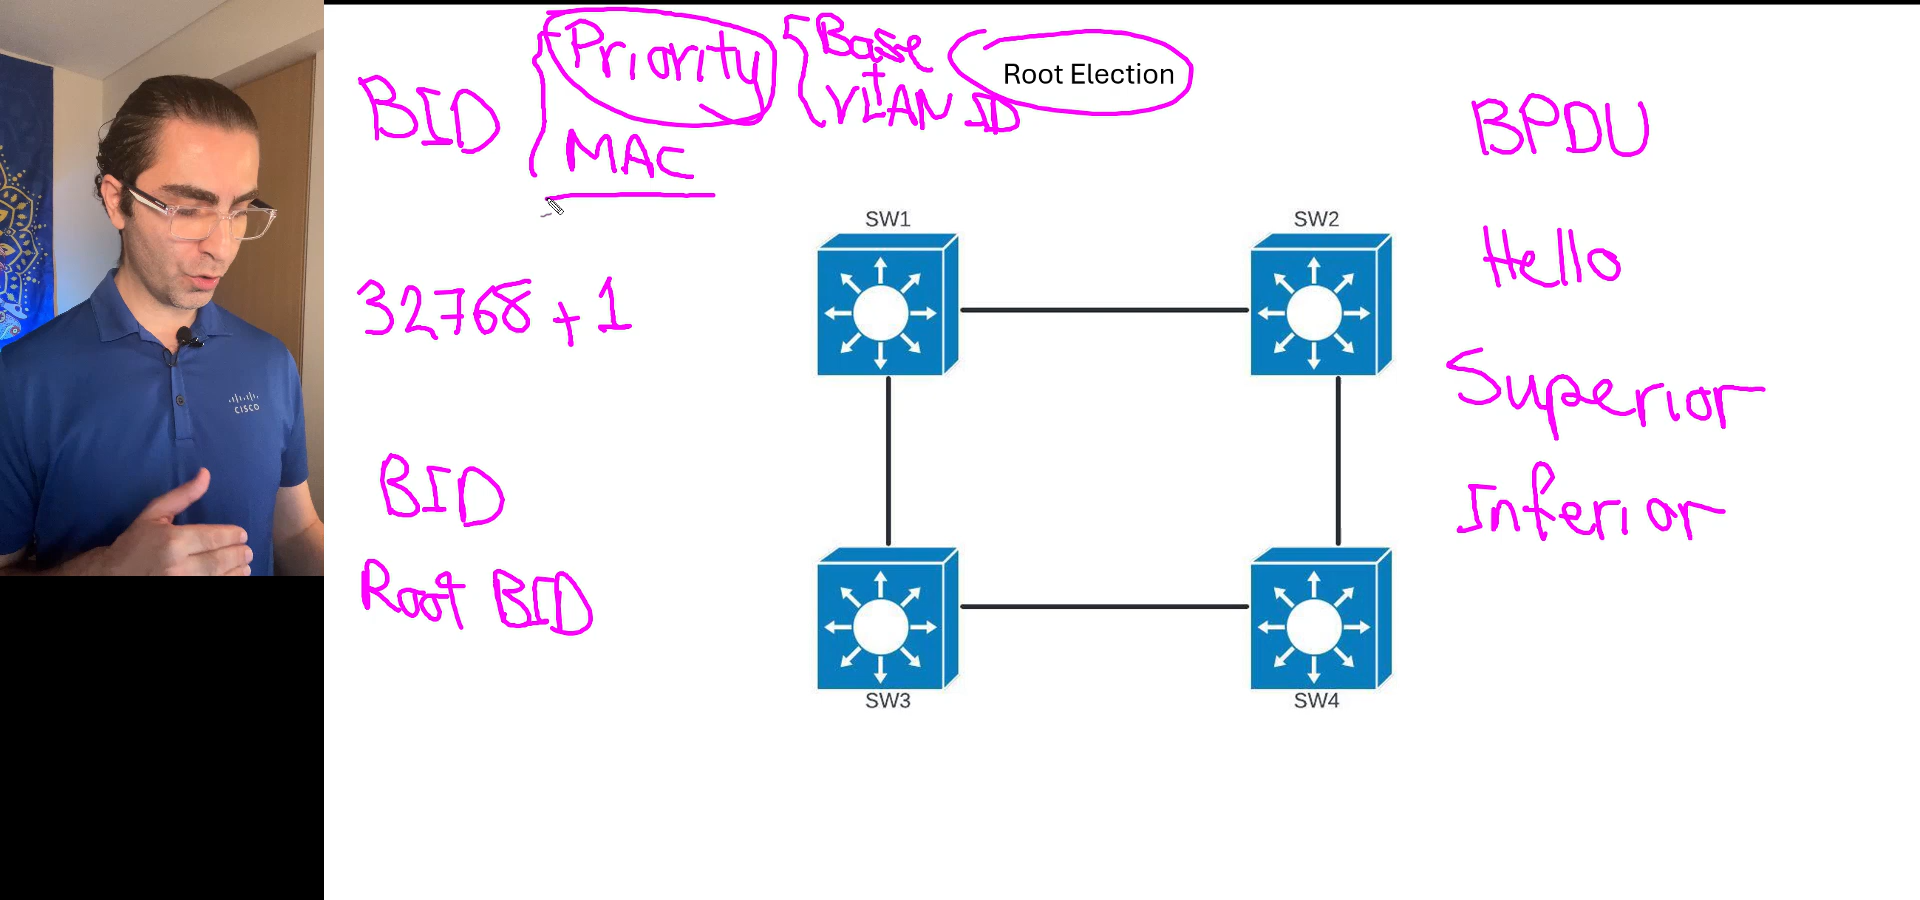 BID
Priority
MAC
Base
+
VLAN ID
Root Election
BPDU
SW1
SW2
Hello
32768 + 1
Superior
CISCO
BID
Inferior
Root BID
SW3
SW4